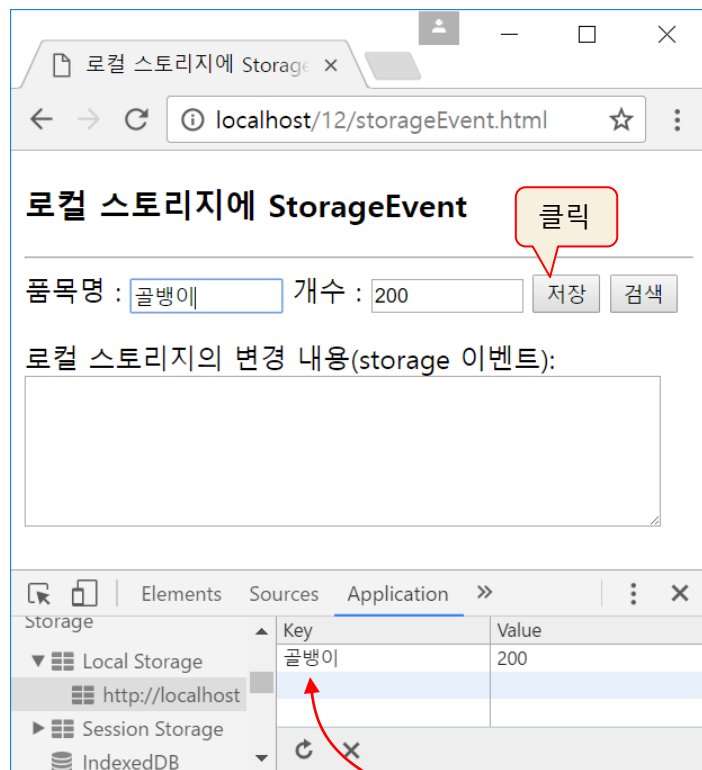 로컬 스토리지에 Storage
localhost/12/storageEvent.html
로컬 스토리지에 StorageEvent
클릭
품목명 : 골뱅이 개수 : 200 저장 검색
로컬 스토리지의 변경 내용(storage 이벤트):
Elements Sources Application
Storage
Key Value
Local Storage
골뱅이 200
http://localhost
Session Storage
IndexedDB